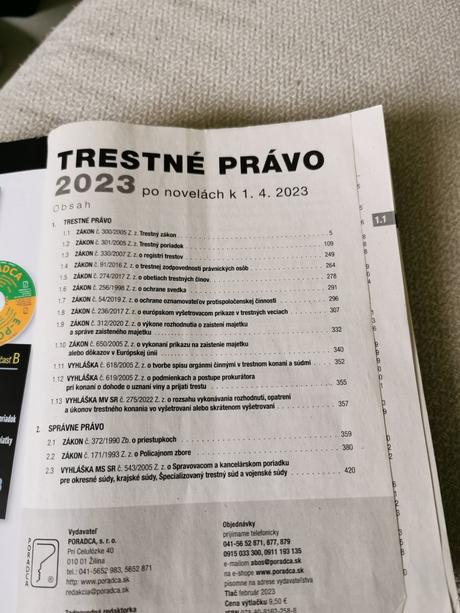 TRESTNÉ PRÁVO
2023 po novelách k 1. 4. 2023
Obsah
1. TRESTNÉ PRÁVO
1.1 ZÁKON č. 300/2005 Z. z. Trestný zákon 5
1.2 ZÁKON č. 301/2005 Z. z. Trestný poriadok 109
1.3 ZÁKON č. 330/2007 Z. z. o registri trestov 249
1.4 ZÁKON č. 91/2016 Z. z. o trestnej zodpovednosti právnických osôb 264
1.5 ZÁKON č. 274/2017 Z. z. o obetiach trestných činov 278
1.6 ZÁKON č. 256/1998 Z. z. o ochrane svedka 291
1.7 ZÁKON č. 54/2019 Z. z. o ochrane oznamovateľov protispoločenskej činnosti 296
1.8 ZÁKON č. 236/2017 Z. z. o európskom vyšetrovacom príkaze v trestných veciach 307
1.9 ZÁKON č. 312/2020 Z. z. o výkone rozhodnutia o zaistení majetku
a správe zaisteného majetku 332
1.10 ZÁKON č. 650/2005 Z. z. o vykonaní príkazu na zaistenie majetku
alebo dôkazov v Európskej únii 340
1.11 VYHLÁŠKA č. 618/2005 Z. z. o tvorbe spisu orgánmi činnými v trestnom konaní a súdmi 352
1.12 VYHLÁŠKA č. 619/2005 Z. z. o podmienkach a postupe prokurátora
pri konaní o dohode o uznaní viny a prijatí trestu 355
1.13 VYHLÁŠKA MV SR č. 275/2022 Z. z. o rozsahu vykonávania rozhodnutí, opatrení
a úkonov trestného konania vo vyšetrovaní alebo skrátenom vyšetrovaní 357
2. SPRÁVNE PRÁVO
2.1 ZÁKON č. 372/1990 Zb. o priestupkoch 359
2.2 ZÁKON č. 171/1993 Z. z. o Policajnom zbore 380
2.3 VYHLÁŠKA MS SR č. 543/2005 Z. z. o Spravovacom a kancelárskom poriadku
pre okresné súdy, krajské súdy, Špecializovaný trestný súd a vojenské súdy 420
1.1
časť B
PORADCA
Vydavateľ
PORADCA, s. r. o.
Pri Celulózke 40
010 01 Žilina
tel.: 041-5652 983, 5652 871
http: www.poradca.sk
redakcia@poradca.sk
Zodpovedná redaktorka
Objednávky
prijímame telefonicky
041-56 52 871, 877, 879
0915 033 300, 0911 193 135
e-mailom abos@poradca.sk
na e-shope www.poradca.sk
písomne na adrese vydavateľstva
Tlač február 2023
Cena výtlačku 9,50 €